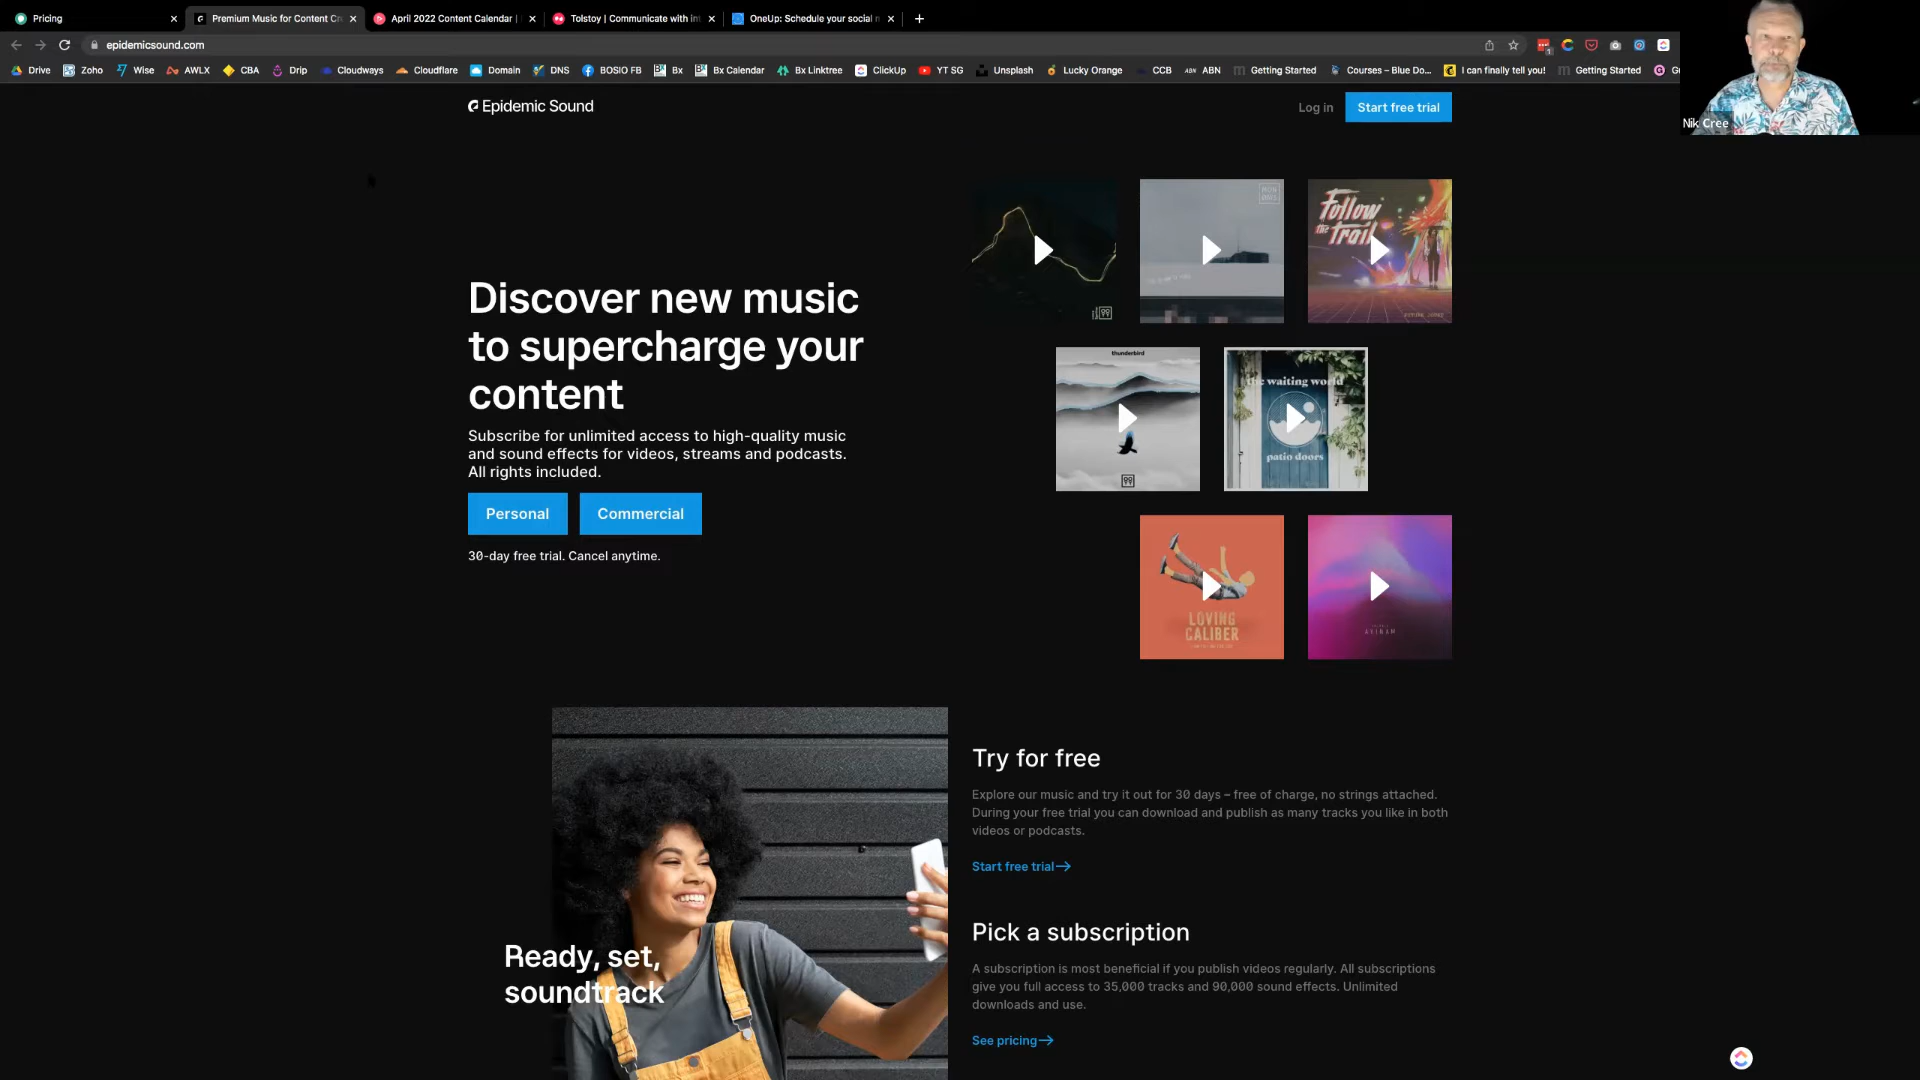 Pricing
Premium Music for Content Cr
April 2022 Content Calendar |
Tolstoy | Communicate with int
OneUp: Schedule your social m
epidemicsound.com
Drive
Zoho
Wise
AWLX
CBA
Drip
Cloudways
Cloudflare
Domain
DNS
BOSIO FB
Bx
Bx Calendar
Bx Linktree
ClickUp
YT SG
Unsplash
Lucky Orange
CCB
ABN
Getting Started
Courses – Blue Do...
I can finally tell you!
Getting Started
Nik Cree
Epidemic Sound
Log in
Start free trial
Discover new music
to supercharge your
content
Subscribe for unlimited access to high-quality music
and sound effects for videos, streams and podcasts.
All rights included.
Personal
Commercial
30-day free trial. Cancel anytime.
Follow
the Trail
thunderbird
the waiting world
patio doors
LOVING
CALIBER
Ready, set,
soundtrack
Try for free
Explore our music and try it out for 30 days – free of charge, no strings attached.
During your free trial you can download and publish as many tracks you like in both
videos or podcasts.
Start free trial
Pick a subscription
A subscription is most beneficial if you publish videos regularly. All subscriptions
give you full access to 35,000 tracks and 90,000 sound effects. Unlimited
downloads and use.
See pricing